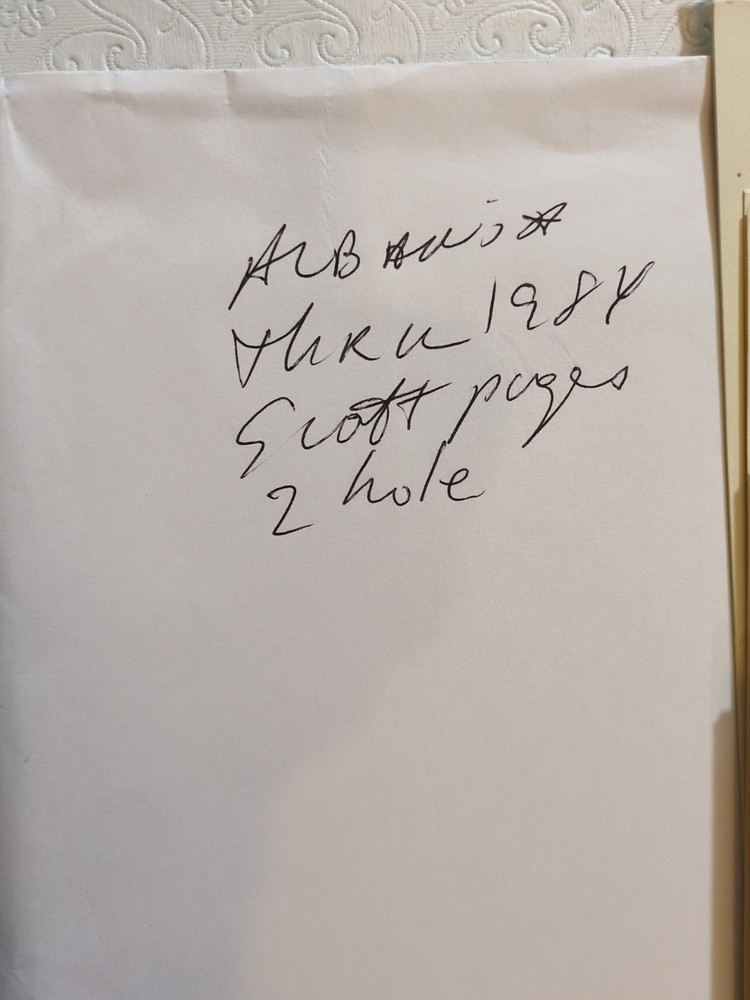 ALBANIA
thru 1984
Scott pages
2 hole